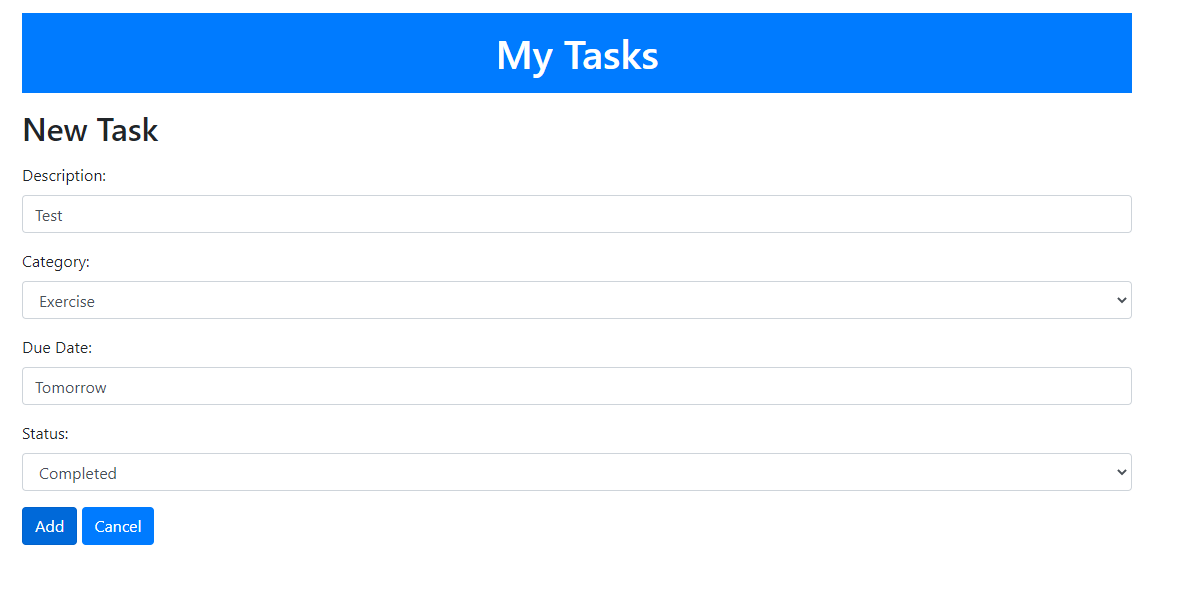 My Tasks
New Task
Description:
Test
Category:
Exercise
Due Date:
Tomorrow
Status:
Completed
Add Cancel